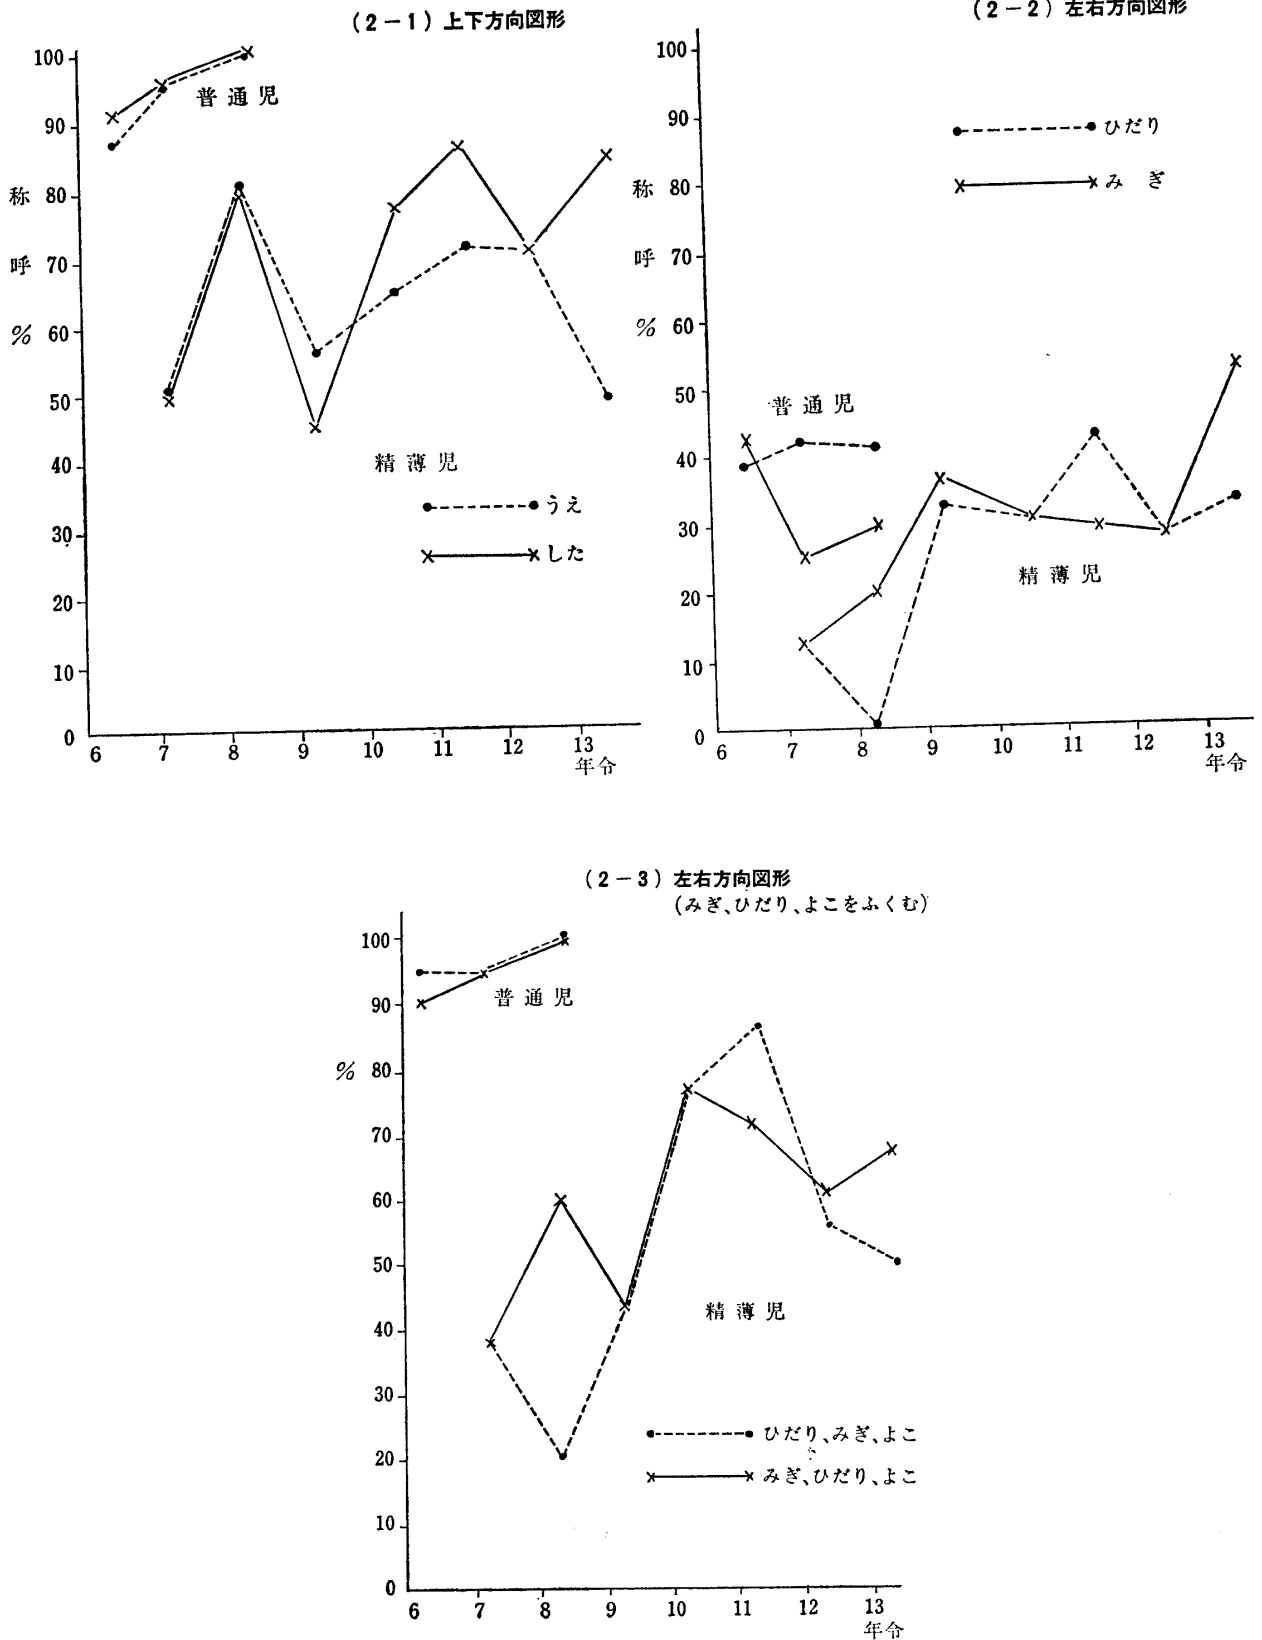 (2－1) 上下方向図形
100
90
称 80
呼 70
% 60
50
40
30
20
10
0
6 7 8 9 10 11 12 13
年令
普通児
精薄児
うえ
した
(2－2) 左右方向図形
100
90
称 80
呼 70
% 60
50
40
30
20
10
0
6 7 8 9 10 11 12 13
年令
ひだり
みぎ
普通児
精薄児
(2－3) 左右方向図形
(みぎ、ひだり、よこをふくむ)
100
90
% 80
70
60
50
40
30
20
10
0
6 7 8 9 10 11 12 13
年令
普通児
精薄児
ひだり、みぎ、よこ
みぎ、ひだり、よこ